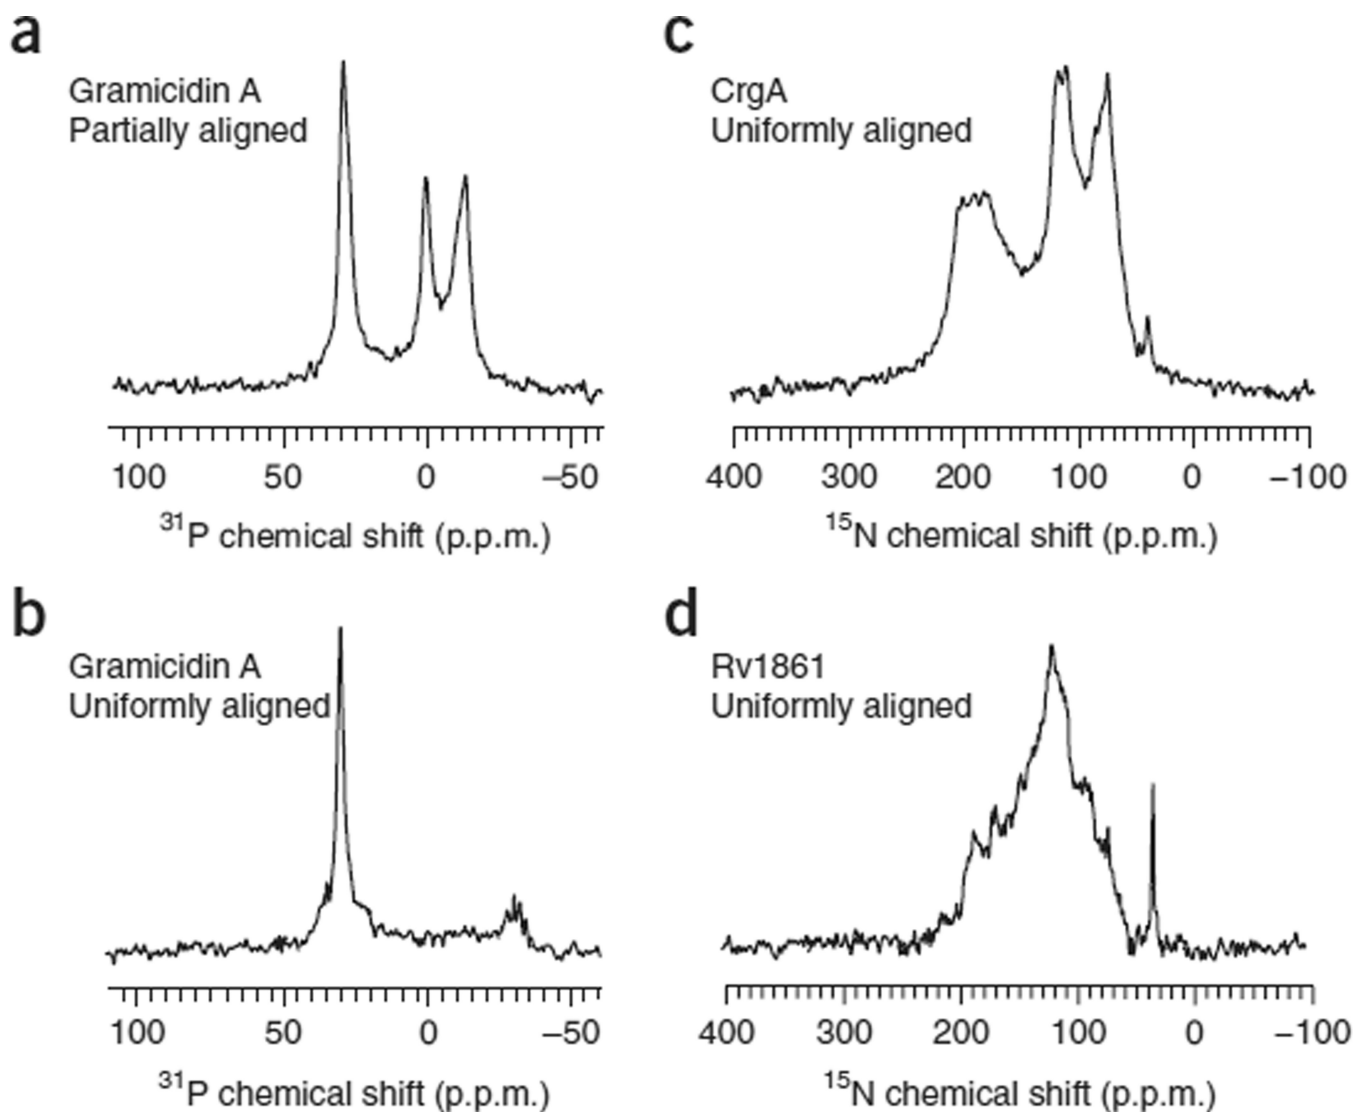 a
Gramicidin A
Partially aligned
100 50 0 –50
³¹P chemical shift (p.p.m.)
b
Gramicidin A
Uniformly aligned
100 50 0 –50
³¹P chemical shift (p.p.m.)
c
CrgA
Uniformly aligned
400 300 200 100 0 –100
¹⁵N chemical shift (p.p.m.)
d
Rv1861
Uniformly aligned
400 300 200 100 0 –100
¹⁵N chemical shift (p.p.m.)